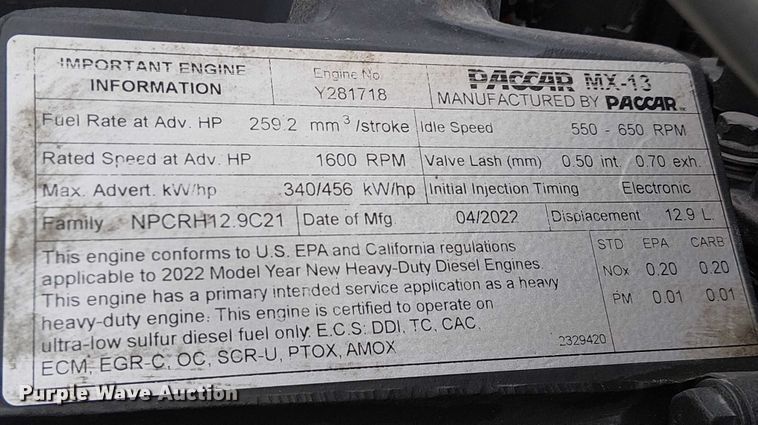 IMPORTANT ENGINE INFORMATION
Engine No.
Y281718
PACCAR MX-13
MANUFACTURED BY PACCAR INC
Fuel Rate at Adv. HP 259.2 mm³/stroke Idle Speed 550 - 650 RPM
Rated Speed at Adv. HP 1600 RPM Valve Lash (mm) 0.50 int. 0.70 exh.
Max. Advert. kW/hp 340/456 kW/hp Initial Injection Timing Electronic
Family NPCRH12.9C21 Date of Mfg 04/2022 Displacement 12.9 L.
This engine conforms to U.S. EPA and California regulations
applicable to 2022 Model Year New Heavy-Duty Diesel Engines.
This engine has a primary intended service application as a heavy
heavy-duty engine. This engine is certified to operate on
ultra-low sulfur diesel fuel only. E.C.S: DDI, TC, CAC,
ECM, EGR-C, OC, SCR-U, PTOX, AMOX
STD EPA CARB
NOx 0.20 0.20
PM 0.01 0.01
2329420
Purple Wave Auction